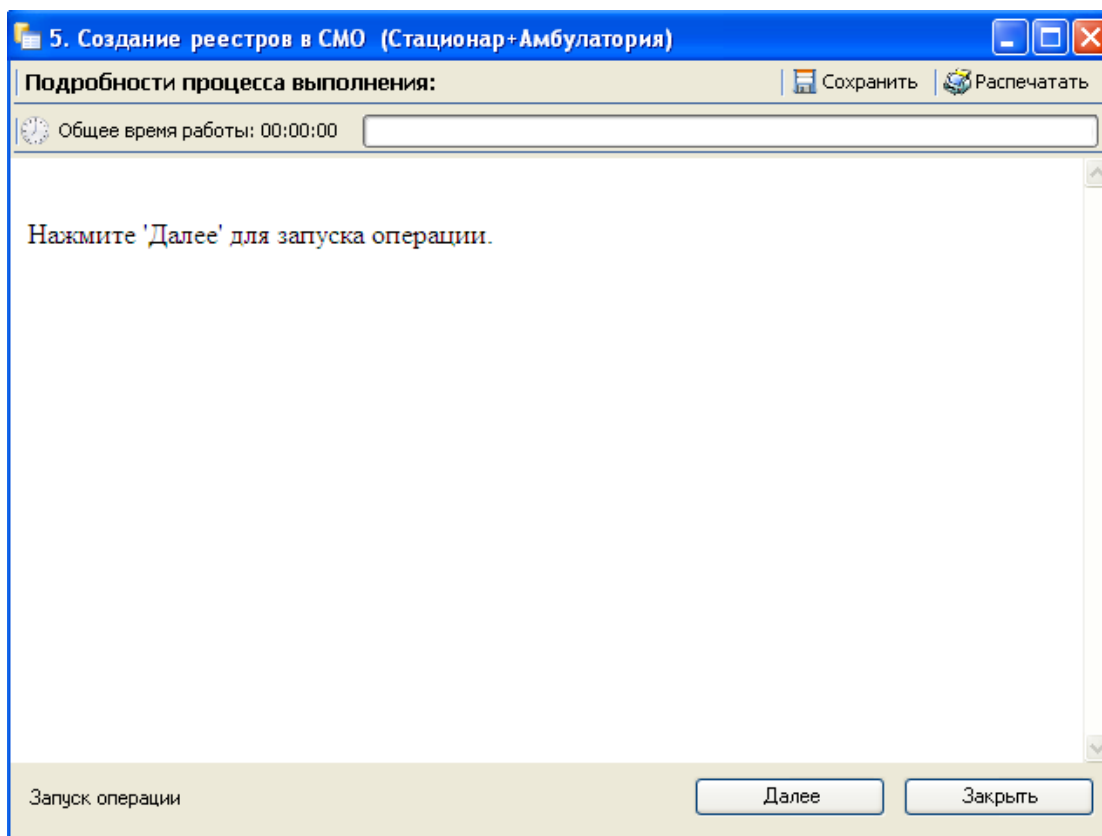 5. Создание реестров в СМО (Стационар+Амбулатория)
Подробности процесса выполнения: Сохранить Распечатать
Общее время работы: 00:00:00
Нажмите 'Далее' для запуска операции.
Запуск операции Далее Закрыть